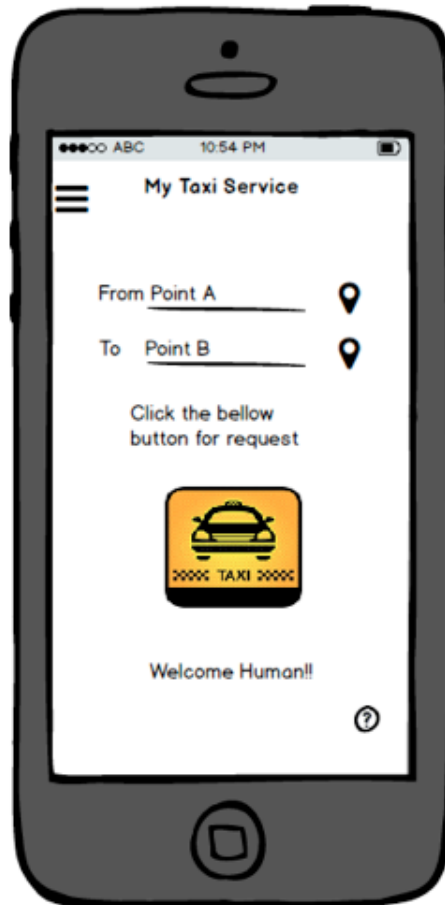 ABC 10:54 PM
My Taxi Service
From Point A
To Point B
Click the bellow
button for request
TAXI
Welcome Human!!
?